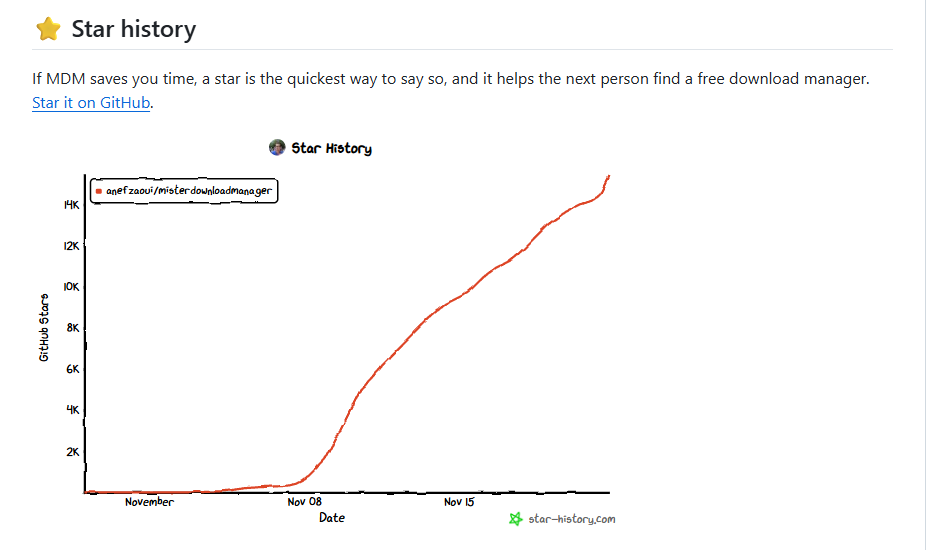 Star history
If MDM saves you time, a star is the quickest way to say so, and it helps the next person find a free download manager.
Star it on GitHub.
Star History
anefzaoui/misterdownloadmanager
14K
12K
10K
8K
6K
4K
2K
GitHub Stars
November
Nov 08
Nov 15
Date
star-history.com